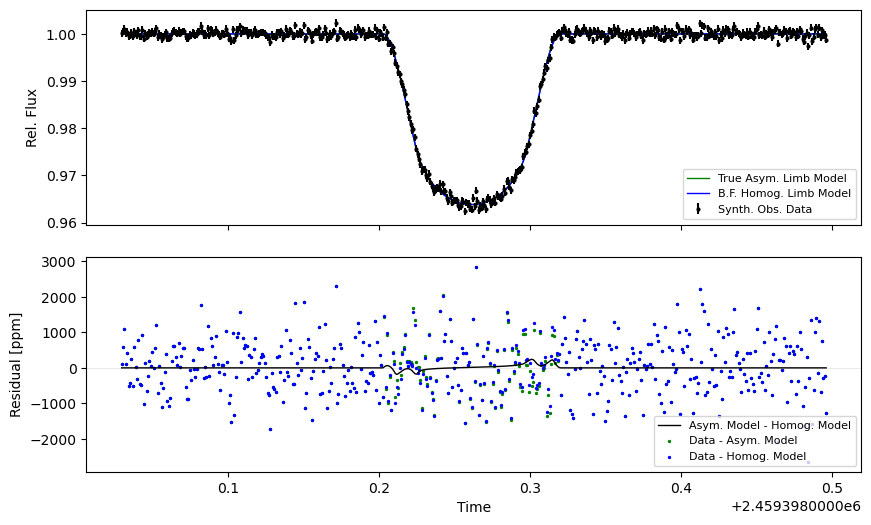 1.00
0.99
0.98
0.97
0.96
Rel. Flux
True Asym. Limb Model
B.F. Homog. Limb Model
Synth. Obs. Data
3000
2000
1000
0
−1000
−2000
Residual [ppm]
Asym. Model - Homog. Model
Data - Asym. Model
Data - Homog. Model
0.1 0.2 0.3 0.4 0.5
Time
+2.4593980000e6